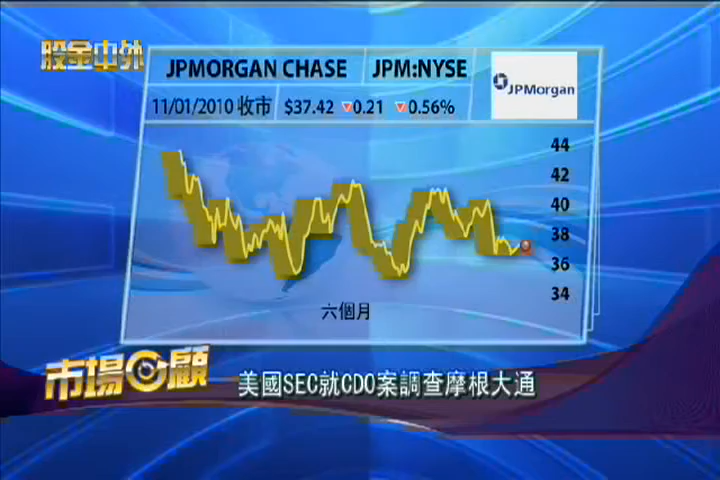 股金中外
JPMORGAN CHASE JPM:NYSE
JPMorgan
11/01/2010 收市 $37.42 ▼0.21 ▼0.56%
44
42
40
38
36
34
六個月
市場回顧
美國SEC就CDO案調查摩根大通